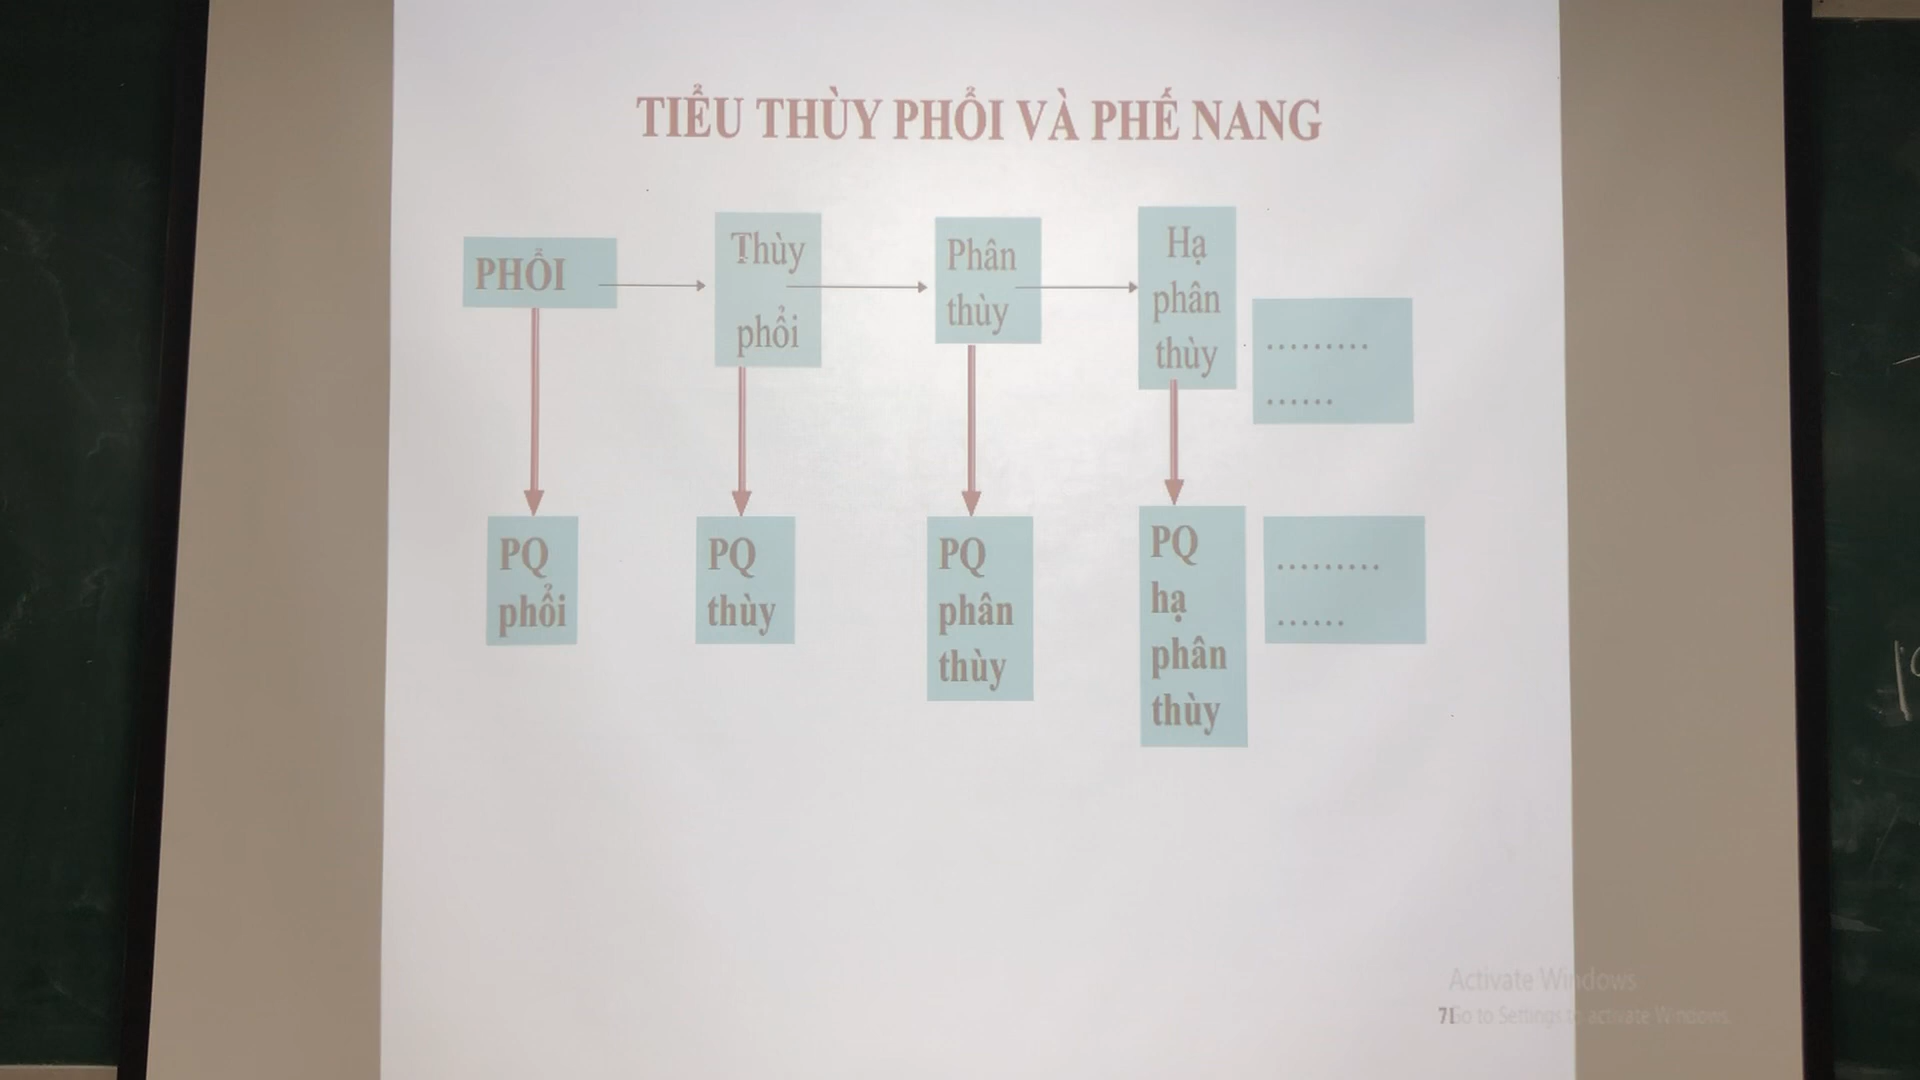 TIỂU THÙY PHỔI VÀ PHẾ NANG
PHỔI
Thùy
phổi
Phân
thùy
Hạ
phân
thùy
.........
......
PQ
phổi
PQ
thùy
PQ
phân
thùy
PQ
hạ
phân
thùy
.........
......
Activate Windows
Go to Settings to activate Windows.